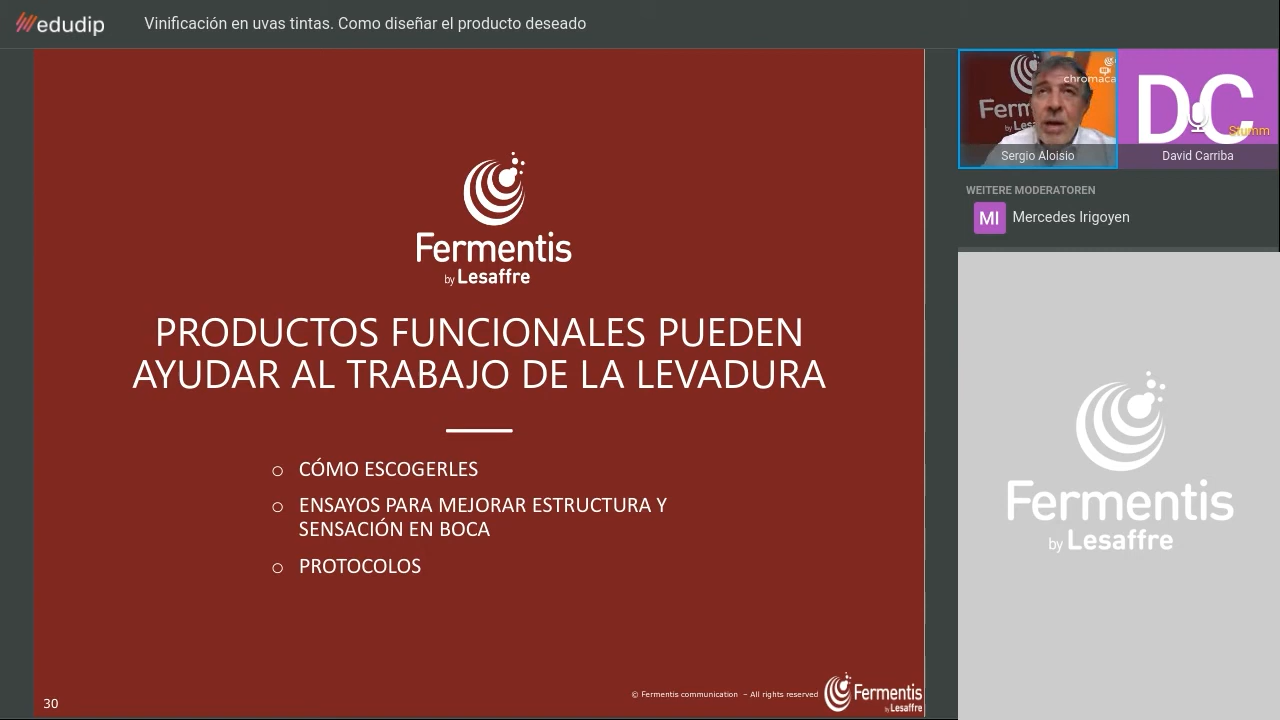 edudip
Vinificación en uvas tintas. Como diseñar el producto deseado
Fermentis
by Lesaffre
PRODUCTOS FUNCIONALES PUEDEN
AYUDAR AL TRABAJO DE LA LEVADURA
o CÓMO ESCOGERLES
o ENSAYOS PARA MEJORAR ESTRUCTURA Y
SENSACIÓN EN BOCA
o PROTOCOLOS
30
© Fermentis communication – All rights reserved
Fermentis
by Lesaffre
Fermentis
chromaca
Sergio Aloisio
DC
Stumm
David Carriba
WEITERE MODERATOREN
MI
Mercedes Irigoyen
Fermentis
by Lesaffre